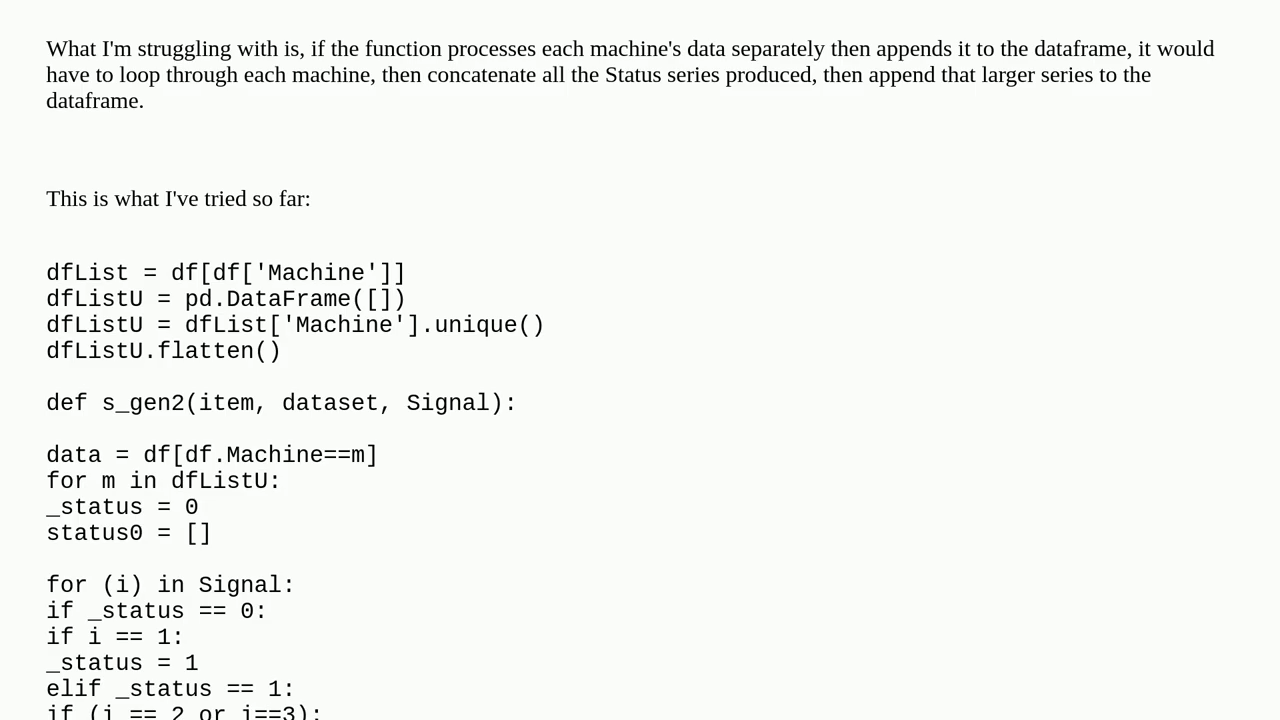 What I'm struggling with is, if the function processes each machine's data separately then appends it to the dataframe, it would
have to loop through each machine, then concatenate all the Status series produced, then append that larger series to the
dataframe.
This is what I've tried so far:
dfList = df[df['Machine']]
dfListU = pd.DataFrame([])
dfListU = dfList['Machine'].unique()
dfListU.flatten()
def s_gen2(item, dataset, Signal):
data = df[df.Machine==m]
for m in dfListU:
_status = 0
status0 = []
for (i) in Signal:
if _status == 0:
if i == 1:
_status = 1
elif _status == 1:
if (i == 2 or i==3):